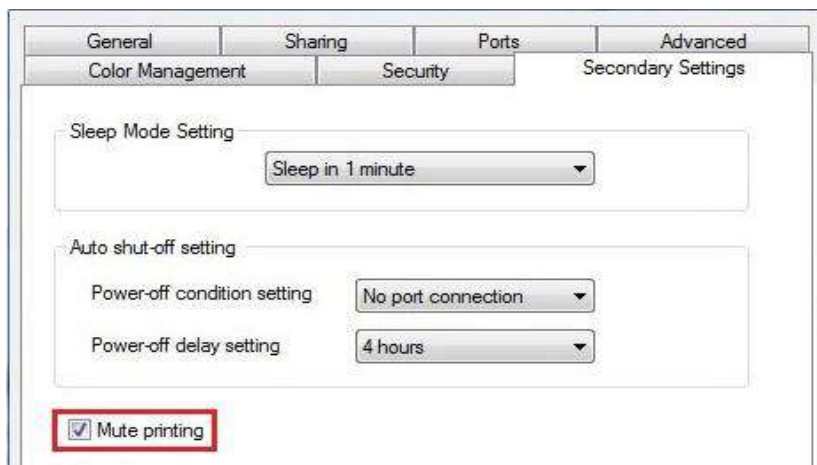 General Sharing Ports Advanced
Color Management Security Secondary Settings
Sleep Mode Setting
Sleep in 1 minute
Auto shut-off setting
Power-off condition setting No port connection
Power-off delay setting 4 hours
Mute printing